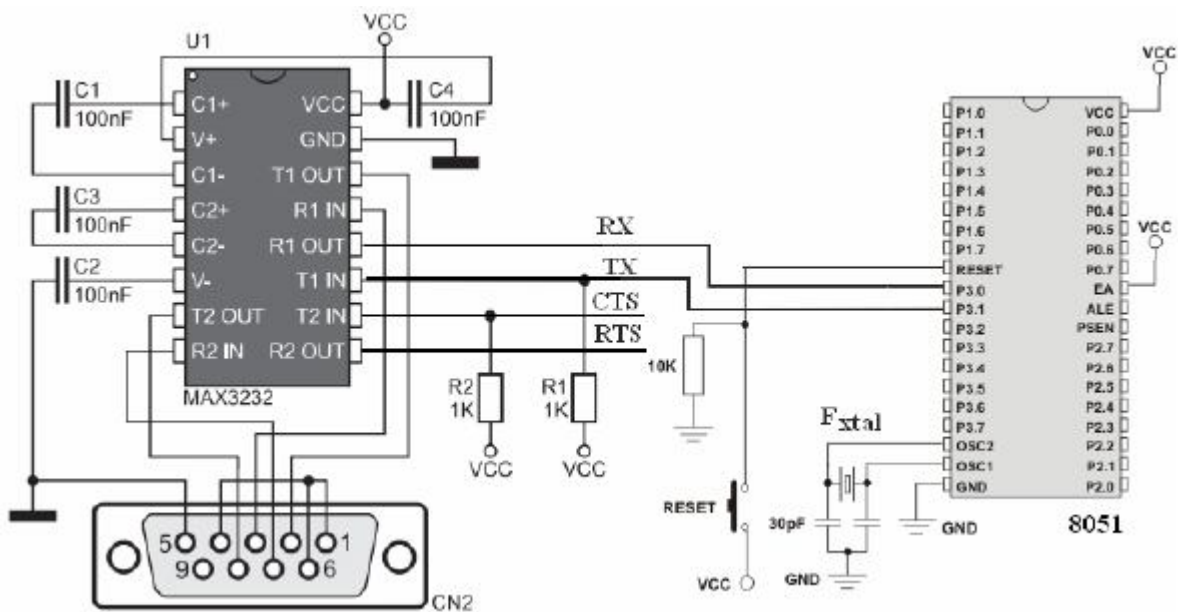 VCC
U1
C1
100nF
C1+
V+
C1-
C2+
C2-
V-
T2 OUT
R2 IN
VCC
GND
T1 OUT
R1 IN
R1 OUT
T1 IN
T2 IN
R2 OUT
MAX3232
C4
100nF
C3
100nF
C2
100nF
RX
TX
CTS
RTS
R2
1K
VCC
R1
1K
VCC
10K
RESET
VCC
Fxtal
30pF
GND
GND
VCC
VCC
P1.0
P1.1
P1.2
P1.3
P1.4
P1.5
P1.6
P1.7
RESET
P3.0
P3.1
P3.2
P3.3
P3.4
P3.5
P3.6
P3.7
OSC2
OSC1
GND
VCC
P0.0
P0.1
P0.2
P0.3
P0.4
P0.5
P0.6
P0.7
EA
ALE
PSEN
P2.7
P2.6
P2.5
P2.4
P2.3
P2.2
P2.1
P2.0
8051
5
1
9
6
CN2